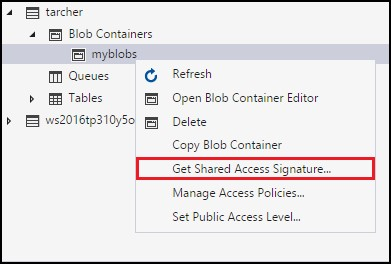 tarcher
Blob Containers
myblobs
Refresh
Queues
Open Blob Container Editor
Tables
Delete
ws2016tp310y5o
Copy Blob Container
Get Shared Access Signature...
Manage Access Policies...
Set Public Access Level...